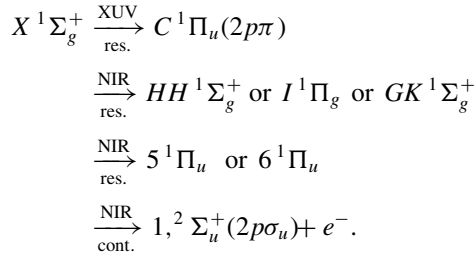 X ¹Σg⁺ XUV→res. C ¹Πu(2pπ)
NIR→res. HH ¹Σg⁺ or I ¹Πg or GK ¹Σg⁺
NIR→res. 5 ¹Πu or 6 ¹Πu
NIR→cont. 1,² Σu⁺(2pσu)+ e⁻.